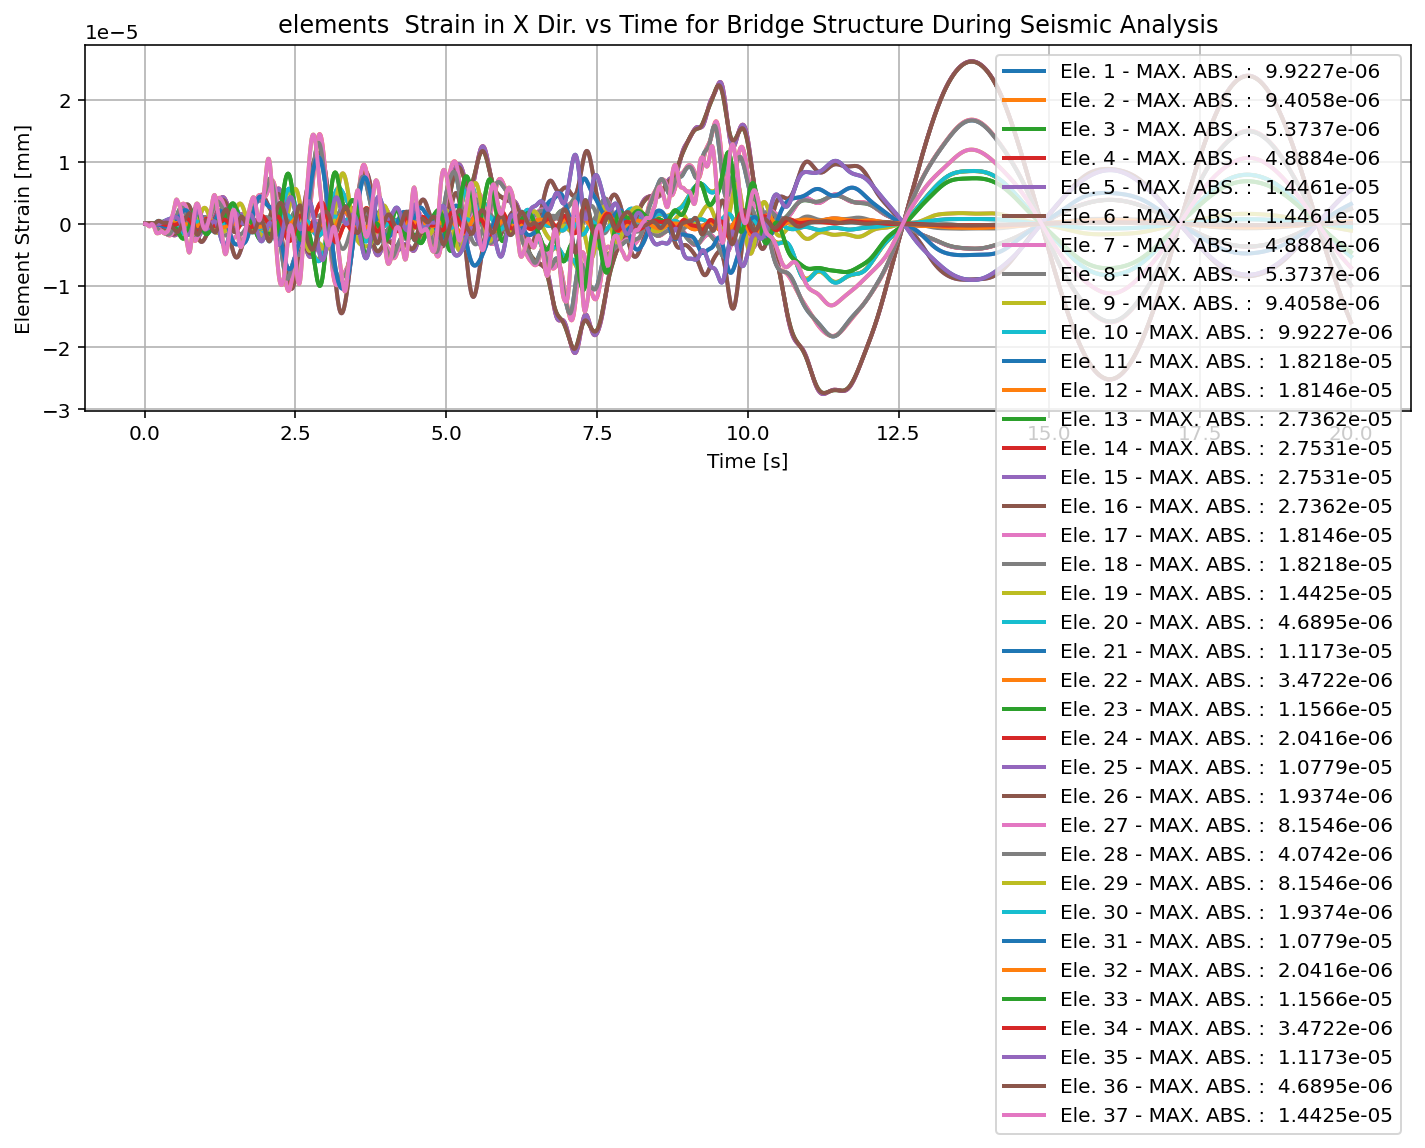 elements  Strain in X Dir. vs Time for Bridge Structure During Seismic Analysis
1e−5
2
1
0
−1
−2
−3
Element Strain [mm]
0.0 2.5 5.0 7.5 10.0 12.5 15.0 17.5 20.0
Time [s]
Ele. 1 - MAX. ABS. :  9.9227e-06
Ele. 2 - MAX. ABS. :  9.4058e-06
Ele. 3 - MAX. ABS. :  5.3737e-06
Ele. 4 - MAX. ABS. :  4.8884e-06
Ele. 5 - MAX. ABS. :  1.4461e-05
Ele. 6 - MAX. ABS. :  1.4461e-05
Ele. 7 - MAX. ABS. :  4.8884e-06
Ele. 8 - MAX. ABS. :  5.3737e-06
Ele. 9 - MAX. ABS. :  9.4058e-06
Ele. 10 - MAX. ABS. :  9.9227e-06
Ele. 11 - MAX. ABS. :  1.8218e-05
Ele. 12 - MAX. ABS. :  1.8146e-05
Ele. 13 - MAX. ABS. :  2.7362e-05
Ele. 14 - MAX. ABS. :  2.7531e-05
Ele. 15 - MAX. ABS. :  2.7531e-05
Ele. 16 - MAX. ABS. :  2.7362e-05
Ele. 17 - MAX. ABS. :  1.8146e-05
Ele. 18 - MAX. ABS. :  1.8218e-05
Ele. 19 - MAX. ABS. :  1.4425e-05
Ele. 20 - MAX. ABS. :  4.6895e-06
Ele. 21 - MAX. ABS. :  1.1173e-05
Ele. 22 - MAX. ABS. :  3.4722e-06
Ele. 23 - MAX. ABS. :  1.1566e-05
Ele. 24 - MAX. ABS. :  2.0416e-06
Ele. 25 - MAX. ABS. :  1.0779e-05
Ele. 26 - MAX. ABS. :  1.9374e-06
Ele. 27 - MAX. ABS. :  8.1546e-06
Ele. 28 - MAX. ABS. :  4.0742e-06
Ele. 29 - MAX. ABS. :  8.1546e-06
Ele. 30 - MAX. ABS. :  1.9374e-06
Ele. 31 - MAX. ABS. :  1.0779e-05
Ele. 32 - MAX. ABS. :  2.0416e-06
Ele. 33 - MAX. ABS. :  1.1566e-05
Ele. 34 - MAX. ABS. :  3.4722e-06
Ele. 35 - MAX. ABS. :  1.1173e-05
Ele. 36 - MAX. ABS. :  4.6895e-06
Ele. 37 - MAX. ABS. :  1.4425e-05